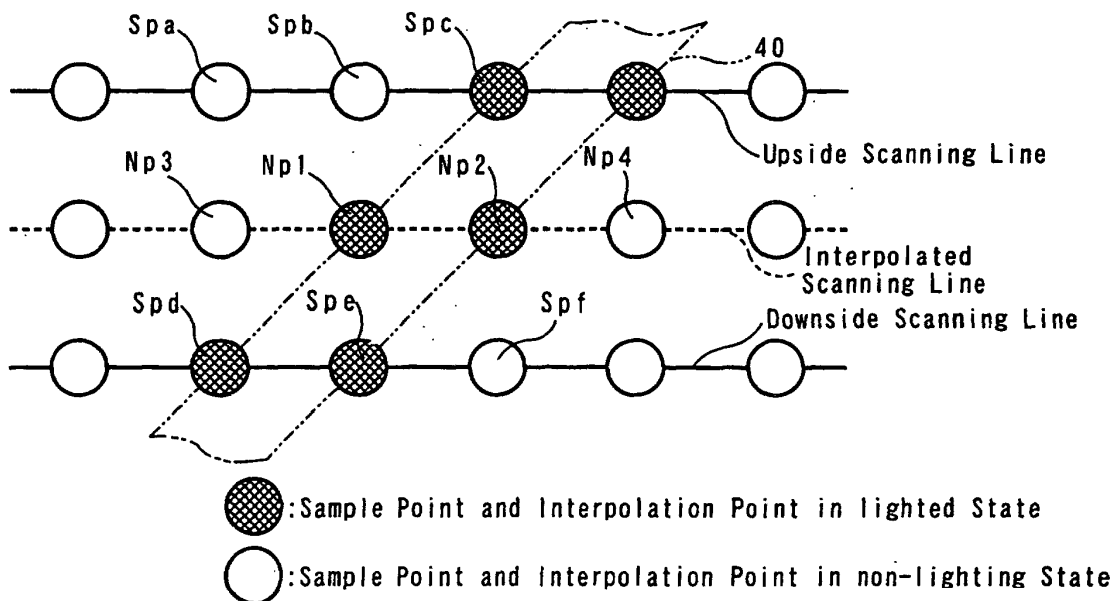 Spa
Spb
Spc
40
Upside Scanning Line
Np3
Np1
Np2
Np4
Interpolated
Scanning Line
Spd
Spe
Spf
Downside Scanning Line
:Sample Point and Interpolation Point in lighted State
:Sample Point and Interpolation Point in non-lighting State